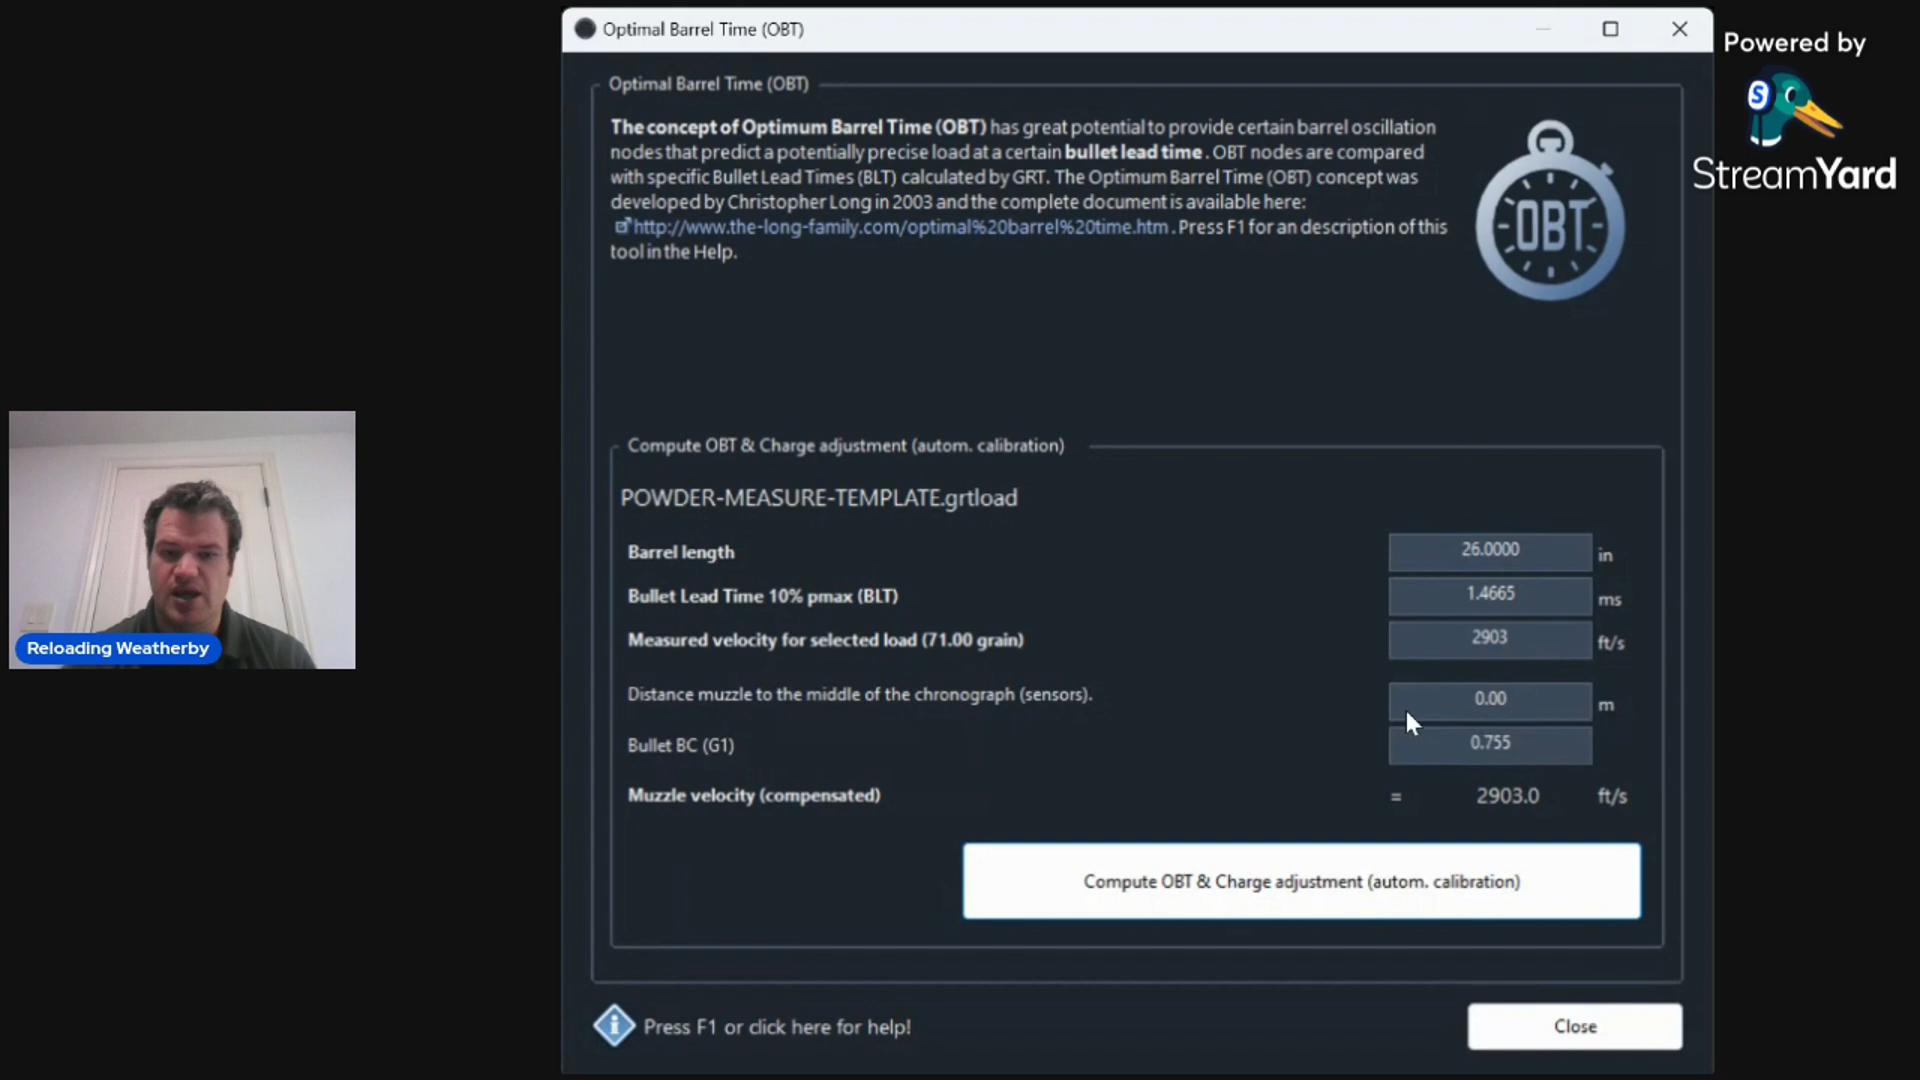 Optimal Barrel Time (OBT)
Powered by
StreamYard
Optimal Barrel Time (OBT)
The concept of Optimum Barrel Time (OBT) has great potential to provide certain barrel oscillation
nodes that predict a potentially precise load at a certain bullet lead time . OBT nodes are compared
with specific Bullet Lead Times (BLT) calculated by GRT. The Optimum Barrel Time (OBT) concept was
developed by Christopher Long in 2003 and the complete document is available here:
http://www.the-long-family.com/optimal%20barrel%20time.htm . Press F1 for an description of this
tool in the Help.
OBT
Compute OBT & Charge adjustment (autom. calibration)
POWDER-MEASURE-TEMPLATE.grtload
Barrel length 26.0000 in
Bullet Lead Time 10% pmax (BLT) 1.4665 ms
Measured velocity for selected load (71.00 grain) 2903 ft/s
Distance muzzle to the middle of the chronograph (sensors). 0.00 m
Bullet BC (G1) 0.755
Muzzle velocity (compensated) = 2903.0 ft/s
Compute OBT & Charge adjustment (autom. calibration)
Press F1 or click here for help!
Close
Reloading Weatherby